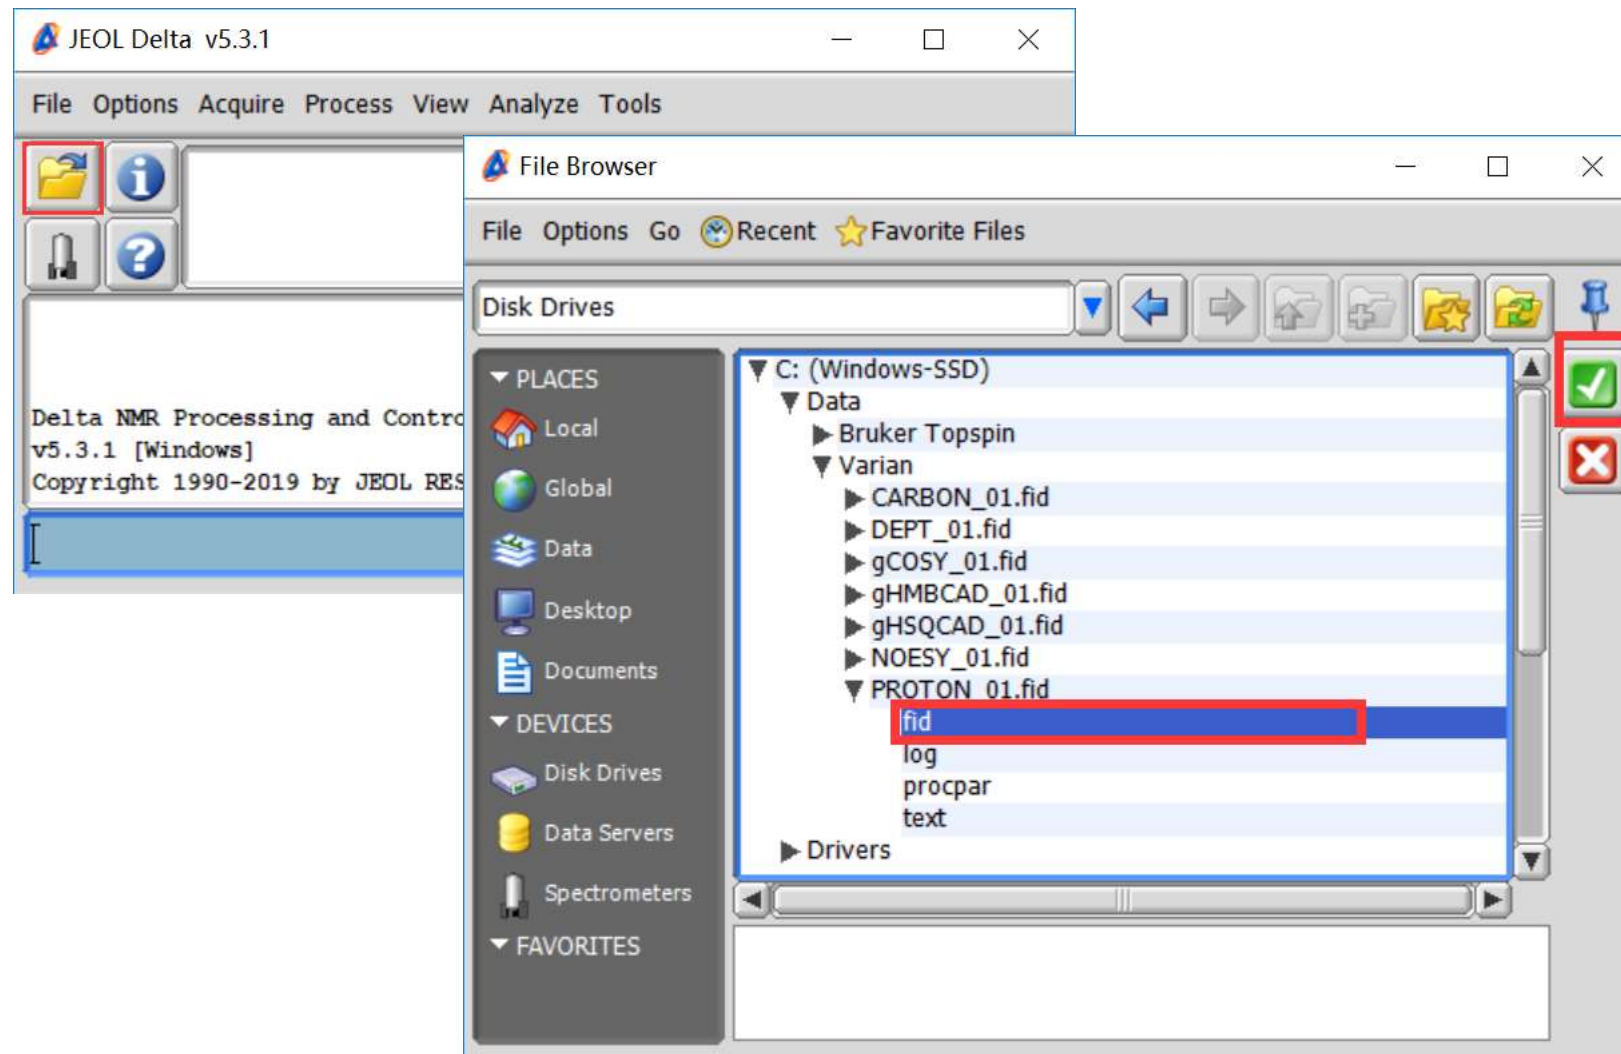 JEOL Delta v5.3.1
File Options Acquire Process View Analyze Tools
Delta NMR Processing and Contro
v5.3.1 [Windows]
Copyright 1990-2019 by JEOL RES
File Browser
File Options Go Recent Favorite Files
Disk Drives
PLACES
Local
Global
Data
Desktop
Documents
DEVICES
Disk Drives
Data Servers
Spectrometers
FAVORITES
C: (Windows-SSD)
Data
Bruker Topspin
Varian
CARBON_01.fid
DEPT_01.fid
gCOSY_01.fid
gHMBCAD_01.fid
gHSQCAD_01.fid
NOESY_01.fid
PROTON_01.fid
fid
log
procpar
text
Drivers